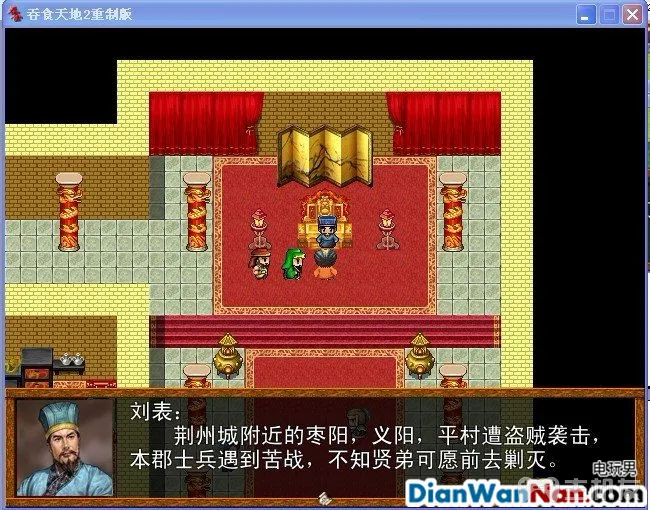 吞食天地2重制版
刘表：
荆州城附近的枣阳，义阳，平村遭盗贼袭击，
本郡士兵遇到苦战，不知贤弟可愿前去剿灭。
电玩男
DianWanNan.com